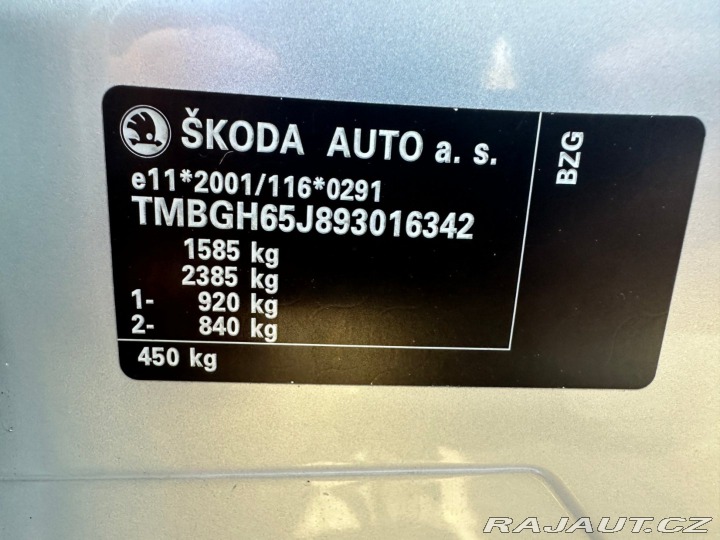 ŠKODA AUTO a. s.
e11*2001/116*0291
TMBGH65J893016342
1585 kg
2385 kg
1- 920 kg
2- 840 kg
450 kg
BZG
RAJAUT.CZ